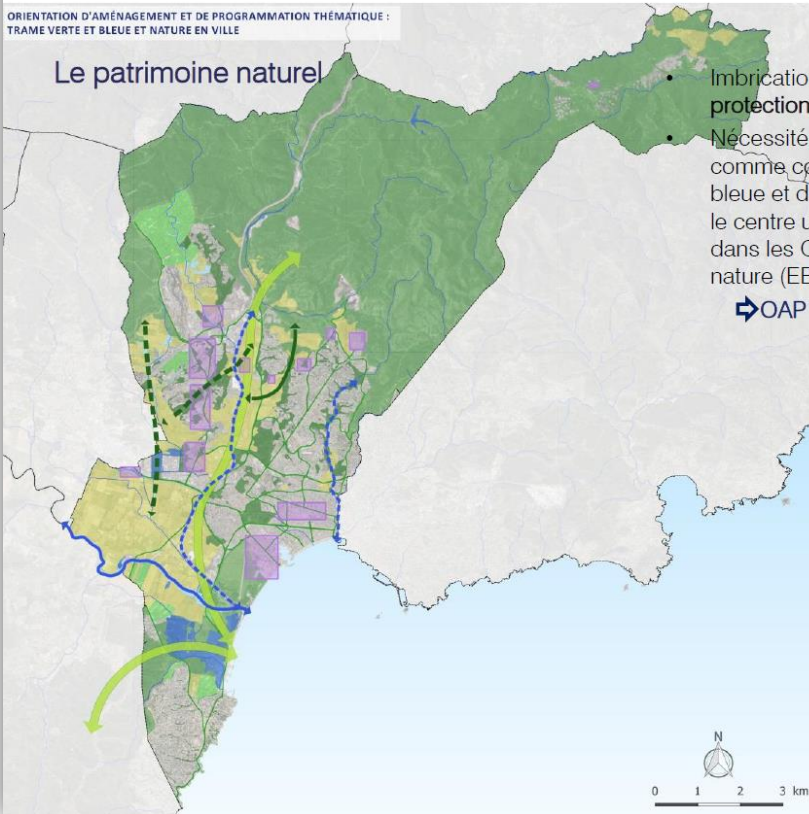 ORIENTATION D'AMÉNAGEMENT ET DE PROGRAMMATION THÉMATIQUE :
TRAME VERTE ET BLEUE ET NATURE EN VILLE
Le patrimoine naturel
• Imbricatio
protection
• Nécessité
comme co
bleue et d
le centre u
dans les O
nature (EE
⇨OAP
N
0 1 2 3 km